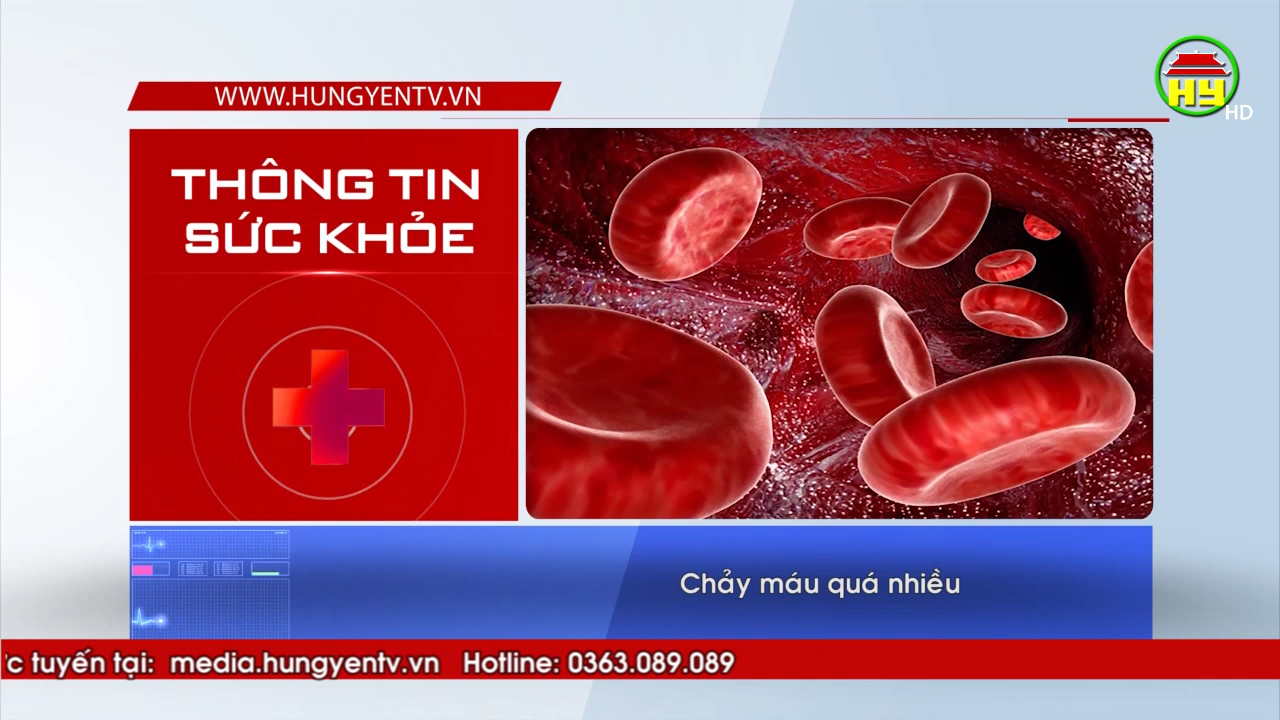 WWW.HUNGYENTV.VN
HY
HD
THÔNG TIN
SỨC KHỎE
Chảy máu quá nhiều
tuyến tại: media.hungyentv.vn Hotline: 0363.089.089